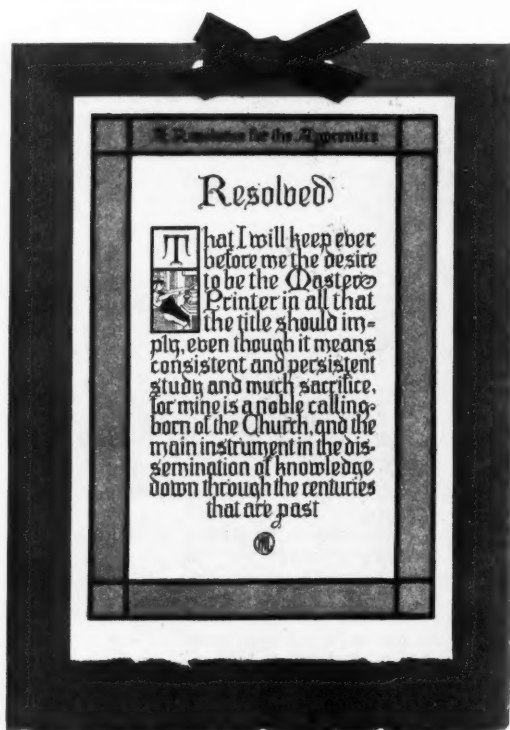 A Resolution for the Apprentice
Resolved
That I will keep ever
before me the desire
to be the Master
Printer in all that
the title should im-
ply, even though it means
consistent and persistent
study and much sacrifice,
for mine is a noble calling
born of the Church, and the
main instrument in the dis-
semination of knowledge
down through the centuries
that are past